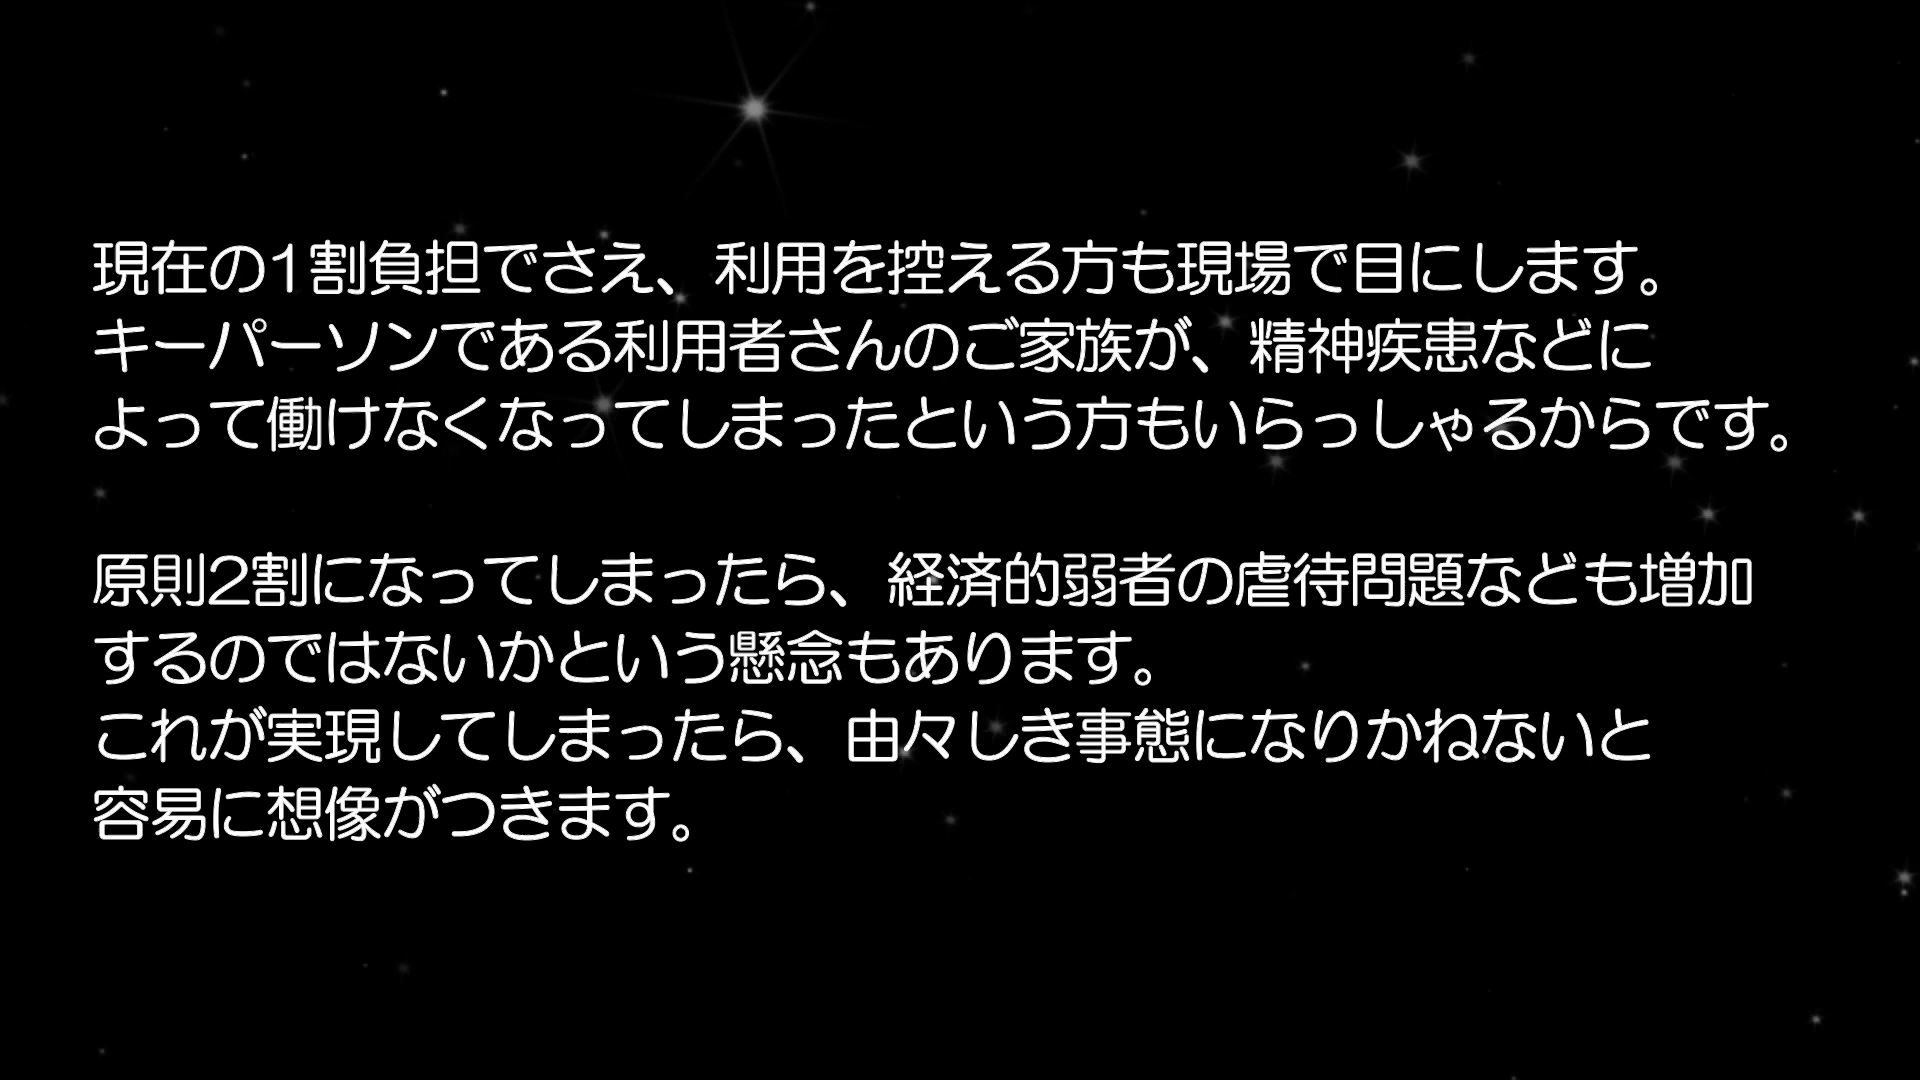 現在の1割負担でさえ、利用を控える方も現場で目にします。
キーパーソンである利用者さんのご家族が、精神疾患などに
よって働けなくなってしまったという方もいらっしゃるからです。
原則2割になってしまったら、経済的弱者の虐待問題なども増加
するのではないかという懸念もあります。
これが実現してしまったら、由々しき事態になりかねないと
容易に想像がつきます。